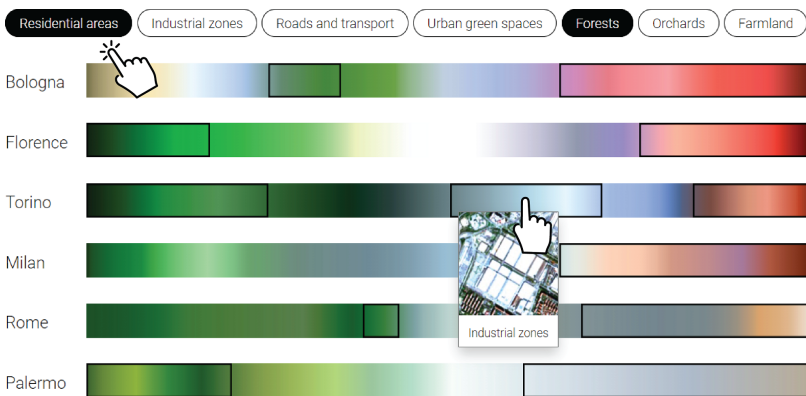 Residential areas Industrial zones Roads and transport Urban green spaces Forests Orchards Farmland
Bologna
Florence
Torino
Milan
Industrial zones
Rome
Palermo